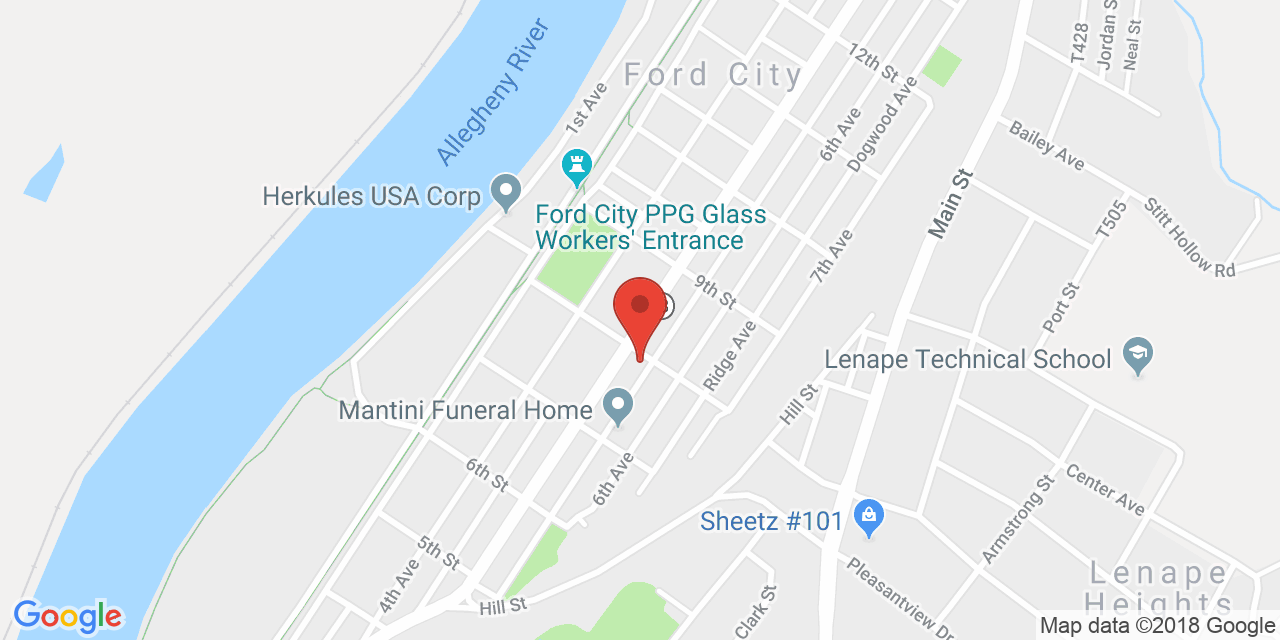 Allegheny River
1st Ave
Ford City
12th St
T428
Jordan S
Neal St
6th Ave
Dogwood Ave
Bailey Ave
Herkules USA Corp
Ford City PPG Glass
Workers' Entrance
Main St
Stitt Hollow Rd
T505
7th Ave
9th St
Port St
Ridge Ave
Lenape Technical School
Mantini Funeral Home
Hill St
6th St
6th Ave
Center Ave
Armstrong St
Sheetz #101
5th St
4th Ave
Hill St
Clark St
Pleasantview Dr
Lenape
Heights
Google
Map data ©2018 Google